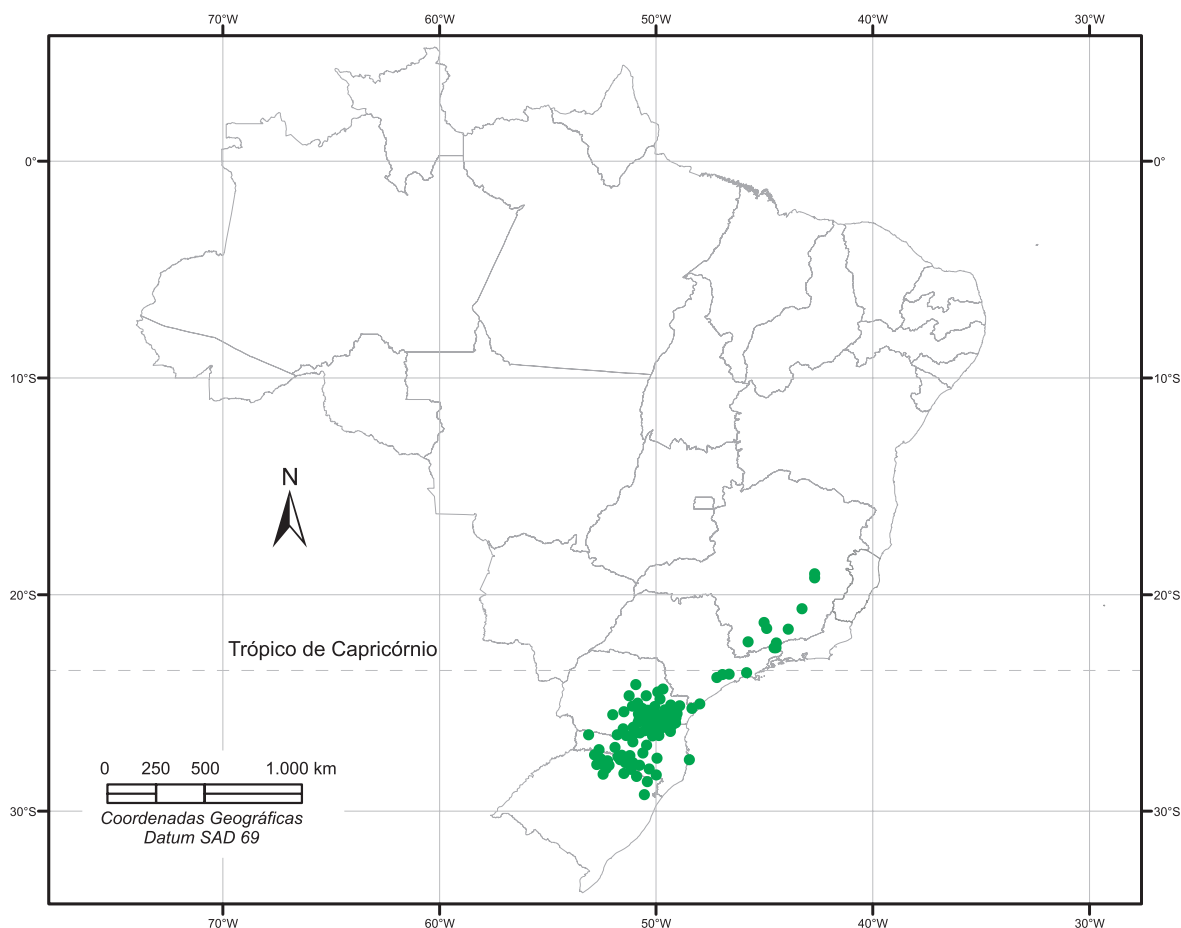 70°W 60°W 50°W 40°W 30°W
0° 0°
10°S 10°S
N
20°S 20°S
Trópico de Capricórnio
0 250 500 1.000 km
30°S 30°S
Coordenadas Geográficas
Datum SAD 69
70°W 60°W 50°W 40°W 30°W